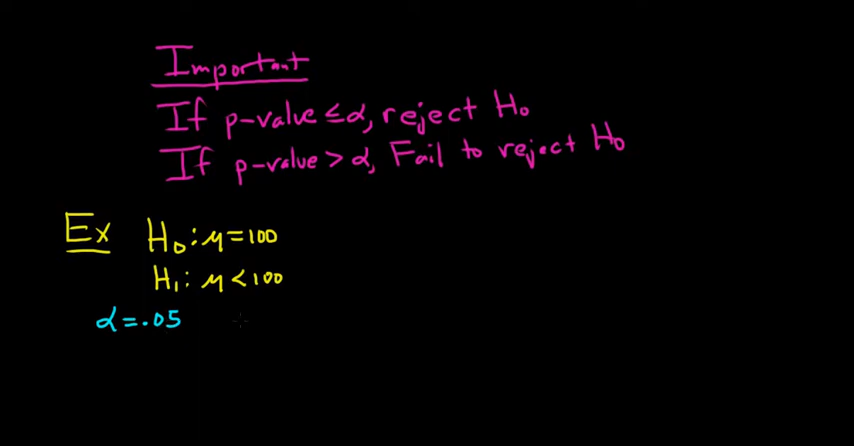 Important
If p-value ≤ α, reject H₀
If p-value > α, Fail to reject H₀
Ex H₀: μ = 100
H₁: μ < 100
α = .05